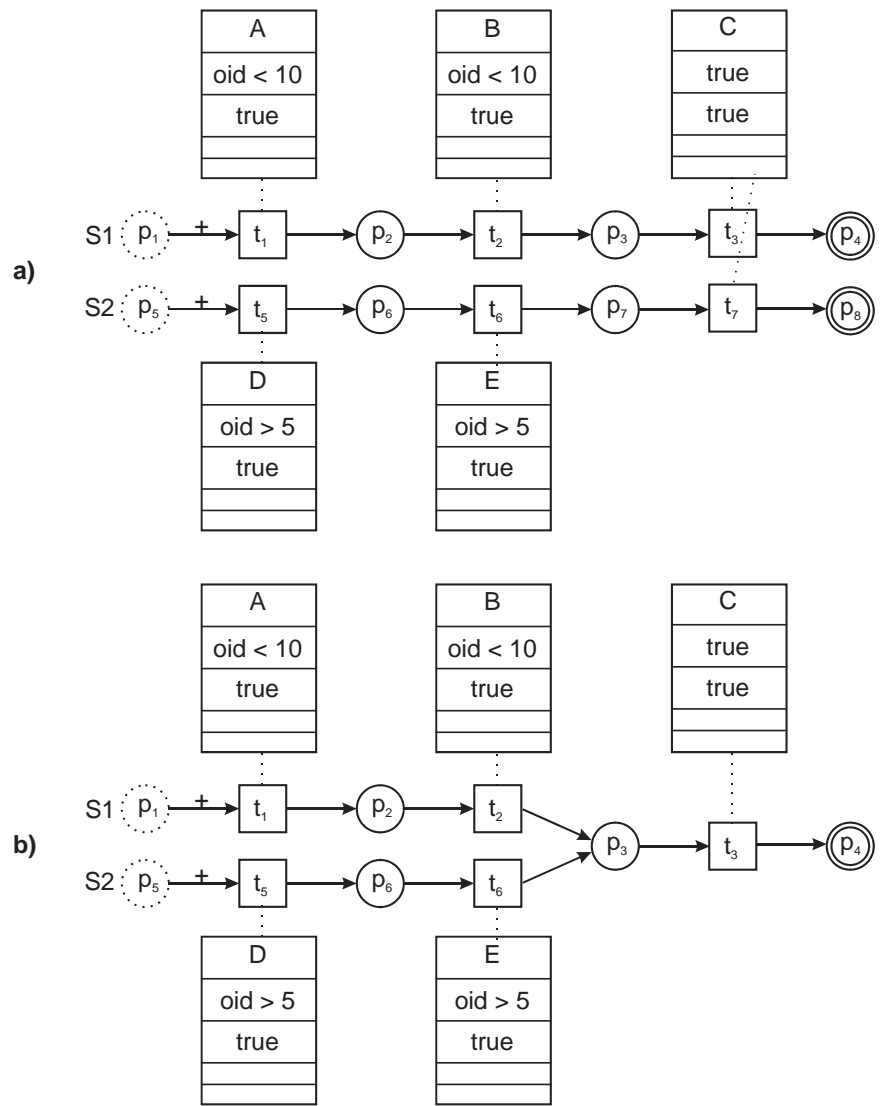 A B C
oid < 10 oid < 10 true
true true true
S1 p₁ + t₁ p₂ t₂ p₃ t₃ p₄
a)
S2 p₅ + t₅ p₆ t₆ p₇ t₇ p₈
D E
oid > 5 oid > 5
true true
A B C
oid < 10 oid < 10 true
true true true
S1 p₁ + t₁ p₂ t₂
b) p₃ t₃ p₄
S2 p₅ + t₅ p₆ t₆
D E
oid > 5 oid > 5
true true